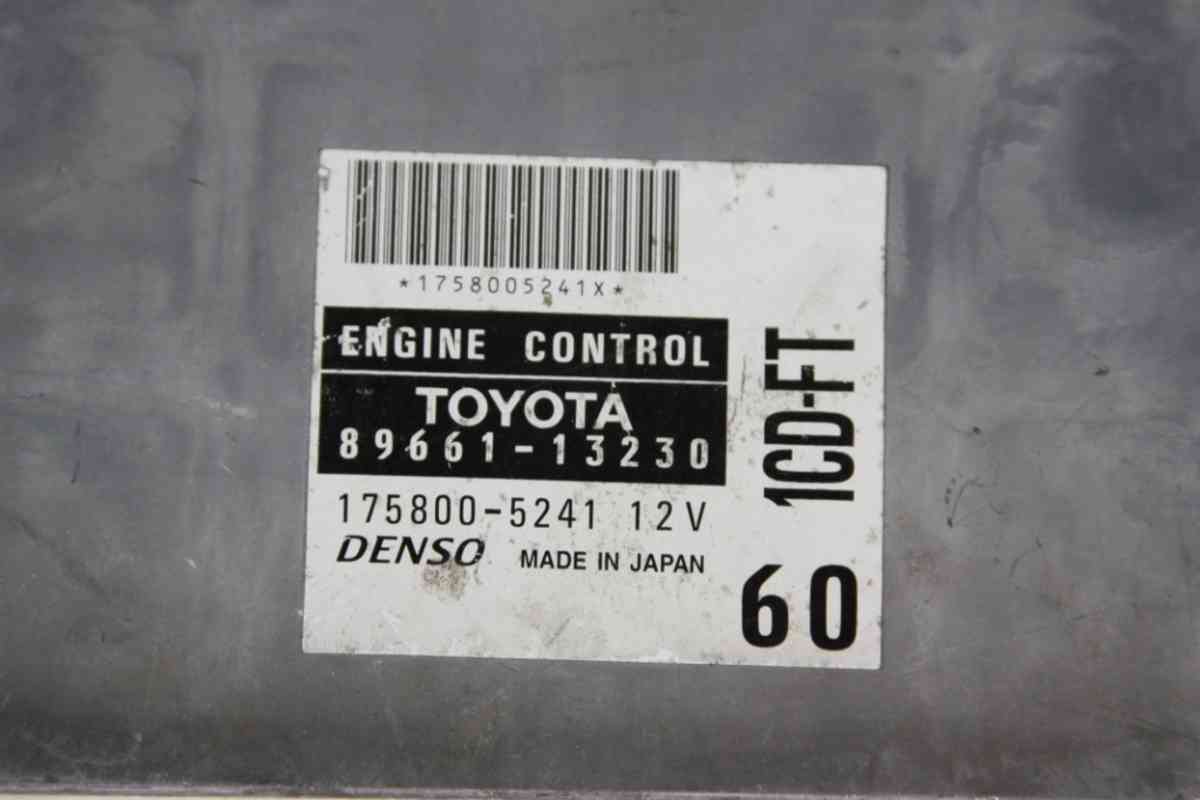 *1758005241X*
ENGINE CONTROL
TOYOTA
89661-13230
175800-5241 12V
DENSO MADE IN JAPAN
1CD-FT
60